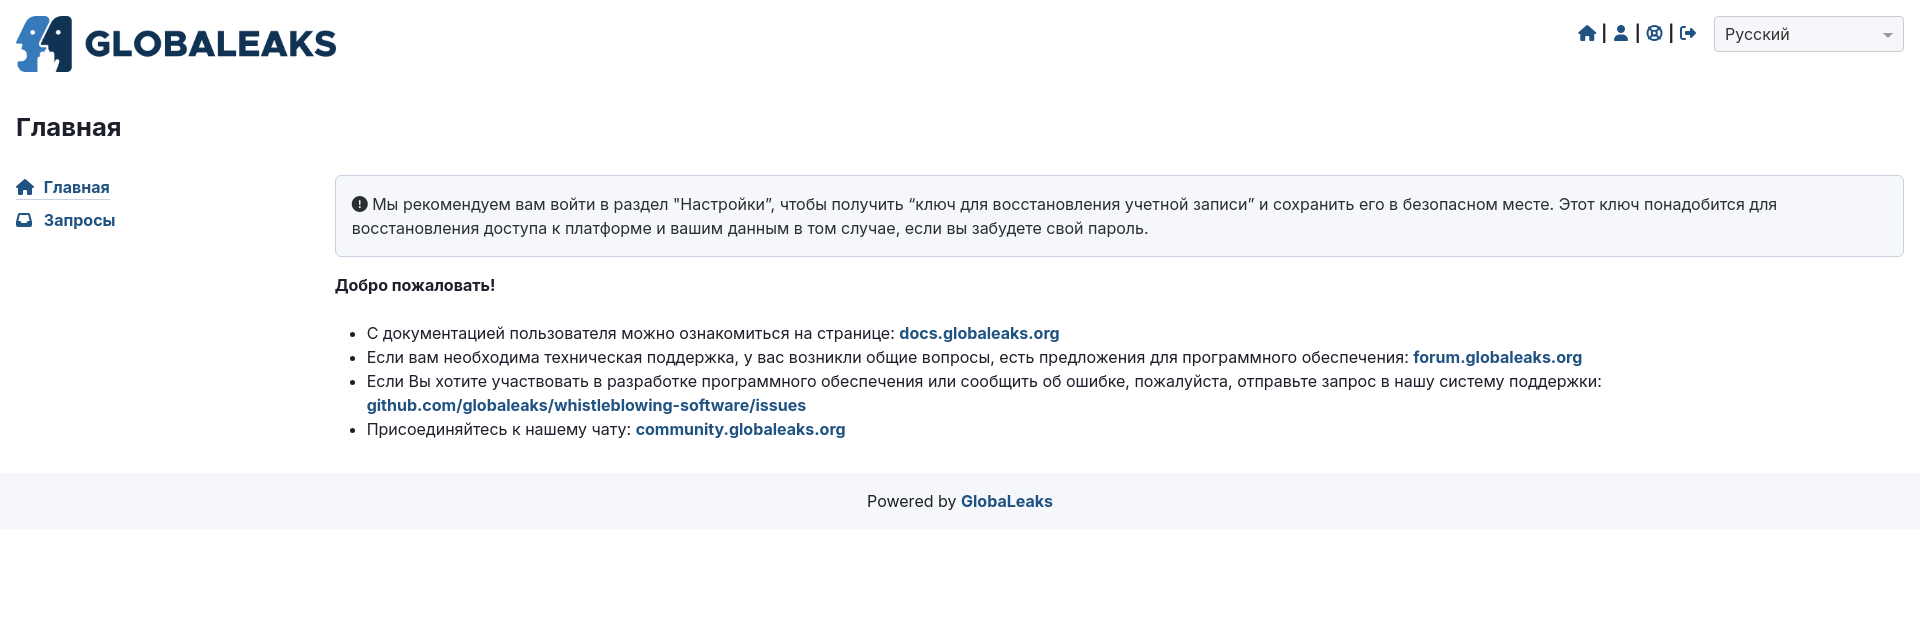 GLOBALEAKS
Русский
Главная
Главная
Запросы
Мы рекомендуем вам войти в раздел "Настройки”, чтобы получить “ключ для восстановления учетной записи” и сохранить его в безопасном месте. Этот ключ понадобится для
восстановления доступа к платформе и вашим данным в том случае, если вы забудете свой пароль.
Добро пожаловать!
• С документацией пользователя можно ознакомиться на странице: docs.globaleaks.org
• Если вам необходима техническая поддержка, у вас возникли общие вопросы, есть предложения для программного обеспечения: forum.globaleaks.org
• Если Вы хотите участвовать в разработке программного обеспечения или сообщить об ошибке, пожалуйста, отправьте запрос в нашу систему поддержки:
github.com/globaleaks/whistleblowing-software/issues
• Присоединяйтесь к нашему чату: community.globaleaks.org
Powered by GlobaLeaks